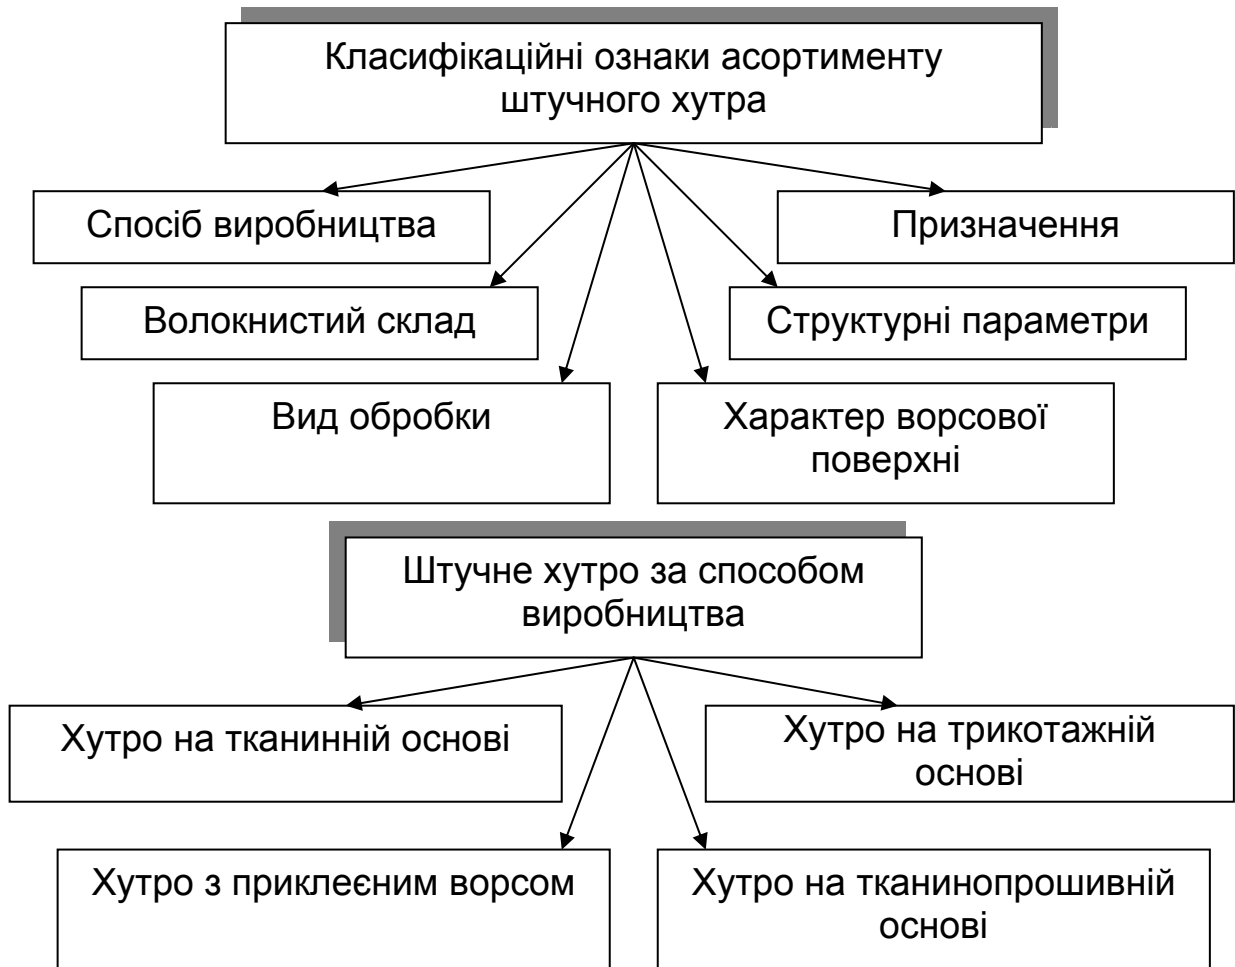 Класифікаційні ознаки асортименту
штучного хутра
Спосіб виробництва
Призначення
Волокнистий склад
Структурні параметри
Вид обробки
Характер ворсової
поверхні
Штучне хутро за способом
виробництва
Хутро на тканинній основі
Хутро на трикотажній
основі
Хутро з приклеєним ворсом
Хутро на тканинопрошивній
основі